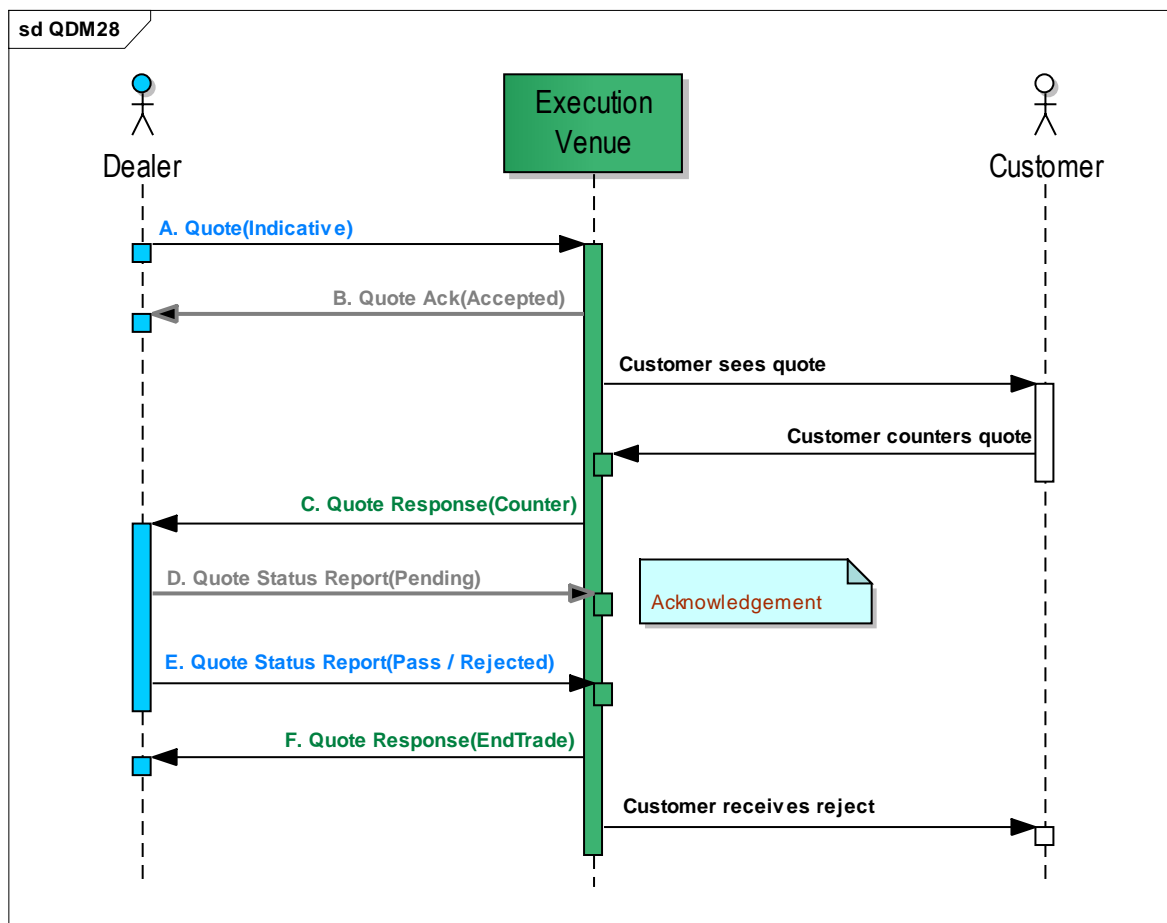 sd QDM28
Execution
Venue
Dealer
Customer
A. Quote(Indicative)
B. Quote Ack(Accepted)
Customer sees quote
Customer counters quote
C. Quote Response(Counter)
D. Quote Status Report(Pending)
Acknowledgement
E. Quote Status Report(Pass / Rejected)
F. Quote Response(EndTrade)
Customer receives reject